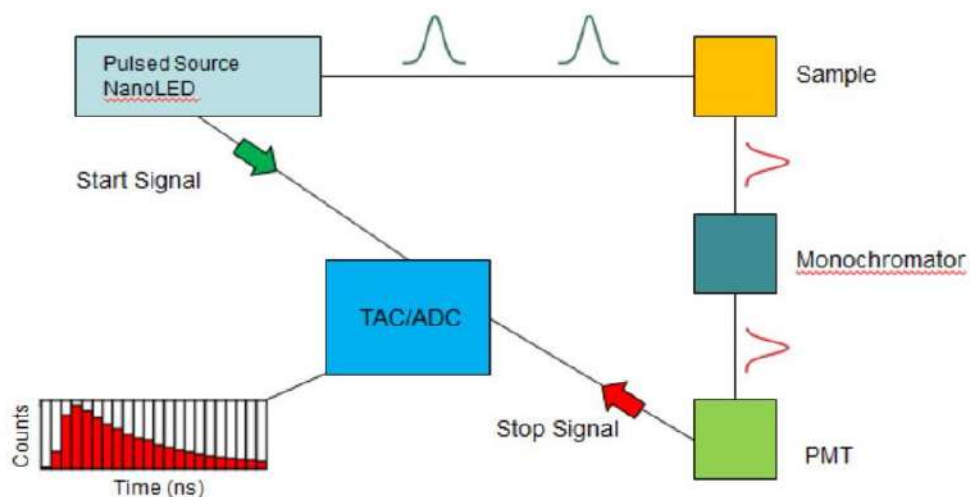 Pulsed Source
NanoLED
Sample
Start Signal
Monochromator
TAC/ADC
Stop Signal
PMT
Counts
Time (ns)